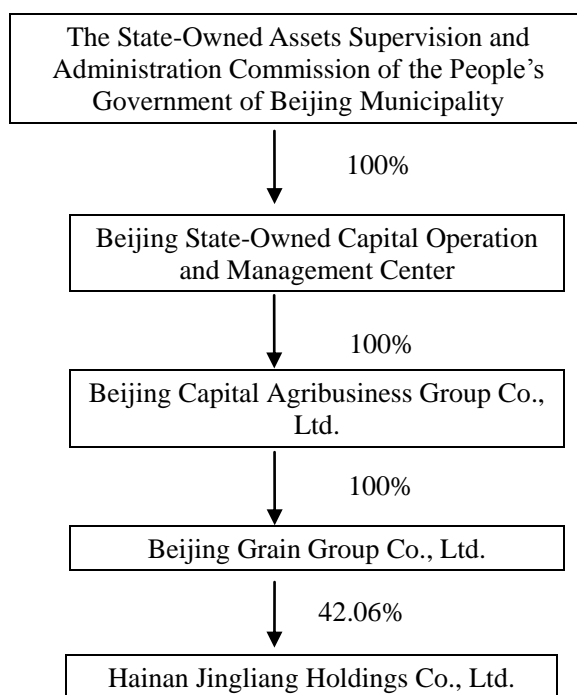 The State-Owned Assets Supervision and
Administration Commission of the People’s
Government of Beijing Municipality
100%
Beijing State-Owned Capital Operation
and Management Center
100%
Beijing Capital Agribusiness Group Co.,
Ltd.
100%
Beijing Grain Group Co., Ltd.
42.06%
Hainan Jingliang Holdings Co., Ltd.